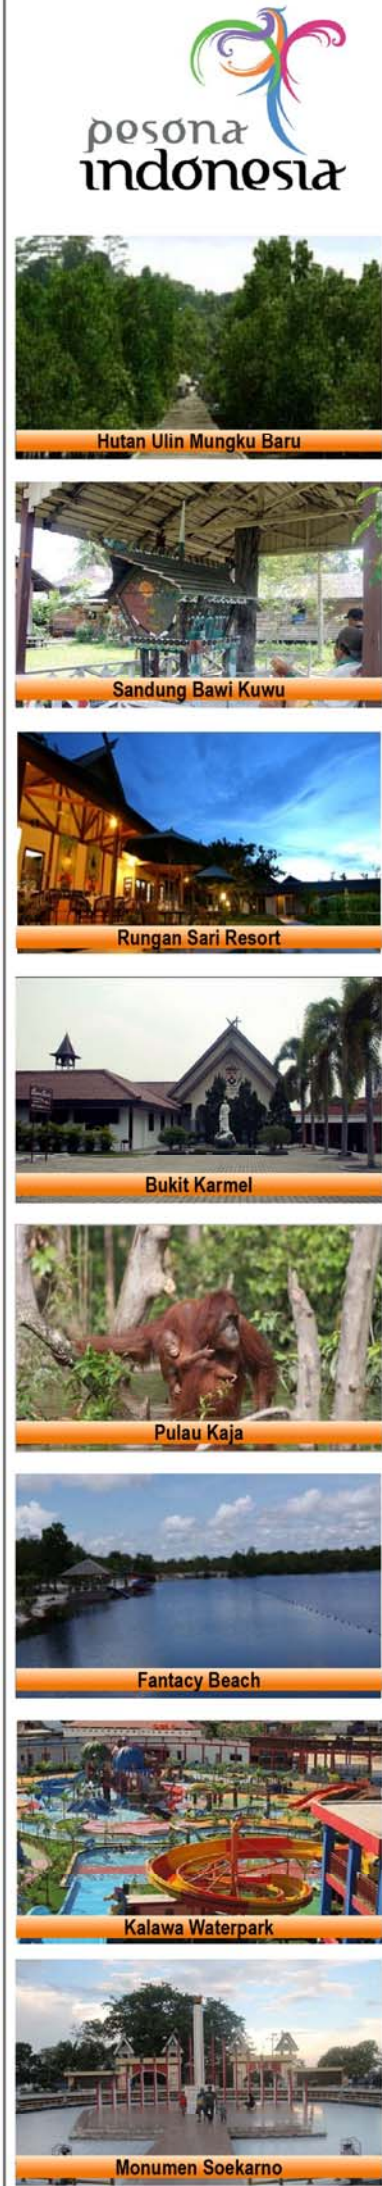 pesona
indonesia
Hutan Ulin Mungku Baru
Sandung Bawi Kuwu
Rungan Sari Resort
Bukit Karmel
Pulau Kaja
Fantacy Beach
Kalawa Waterpark
Monumen Soekarno